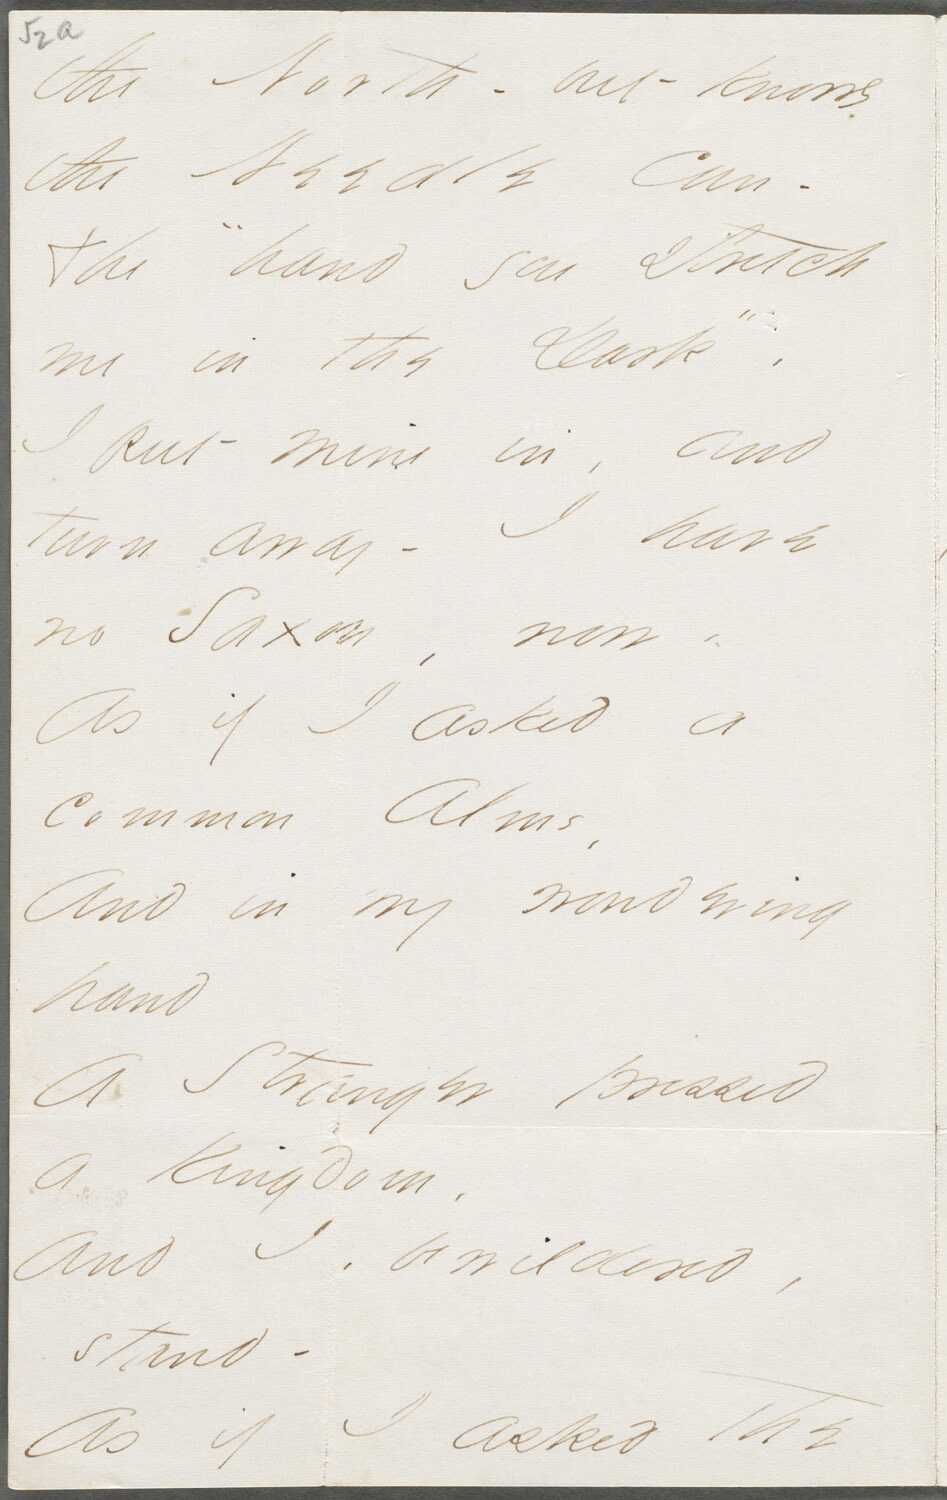 52a
the North - but knows
the Needle can -
The "hand you stretch
me in the Dark",
I put mine in, and
turn away - I have
no Saxon, now -
As if I asked a
common Alms,
And in my wondering
hand
A Stranger pressed
a kingdom,
And I, bewildered,
stand -
As if I asked the